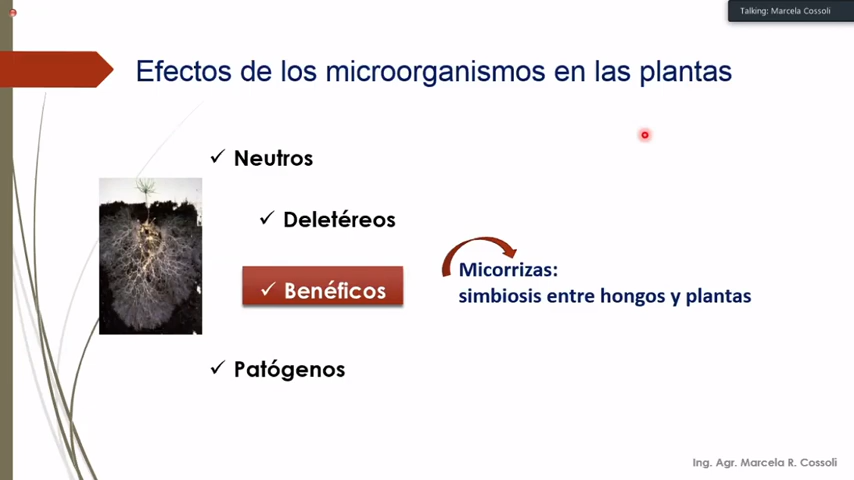 Talking: Marcela Cossoli
Efectos de los microorganismos en las plantas
✓ Neutros
✓ Deletéreos
✓ Benéficos
Micorrizas:
simbiosis entre hongos y plantas
✓ Patógenos
Ing. Agr. Marcela R. Cossoli